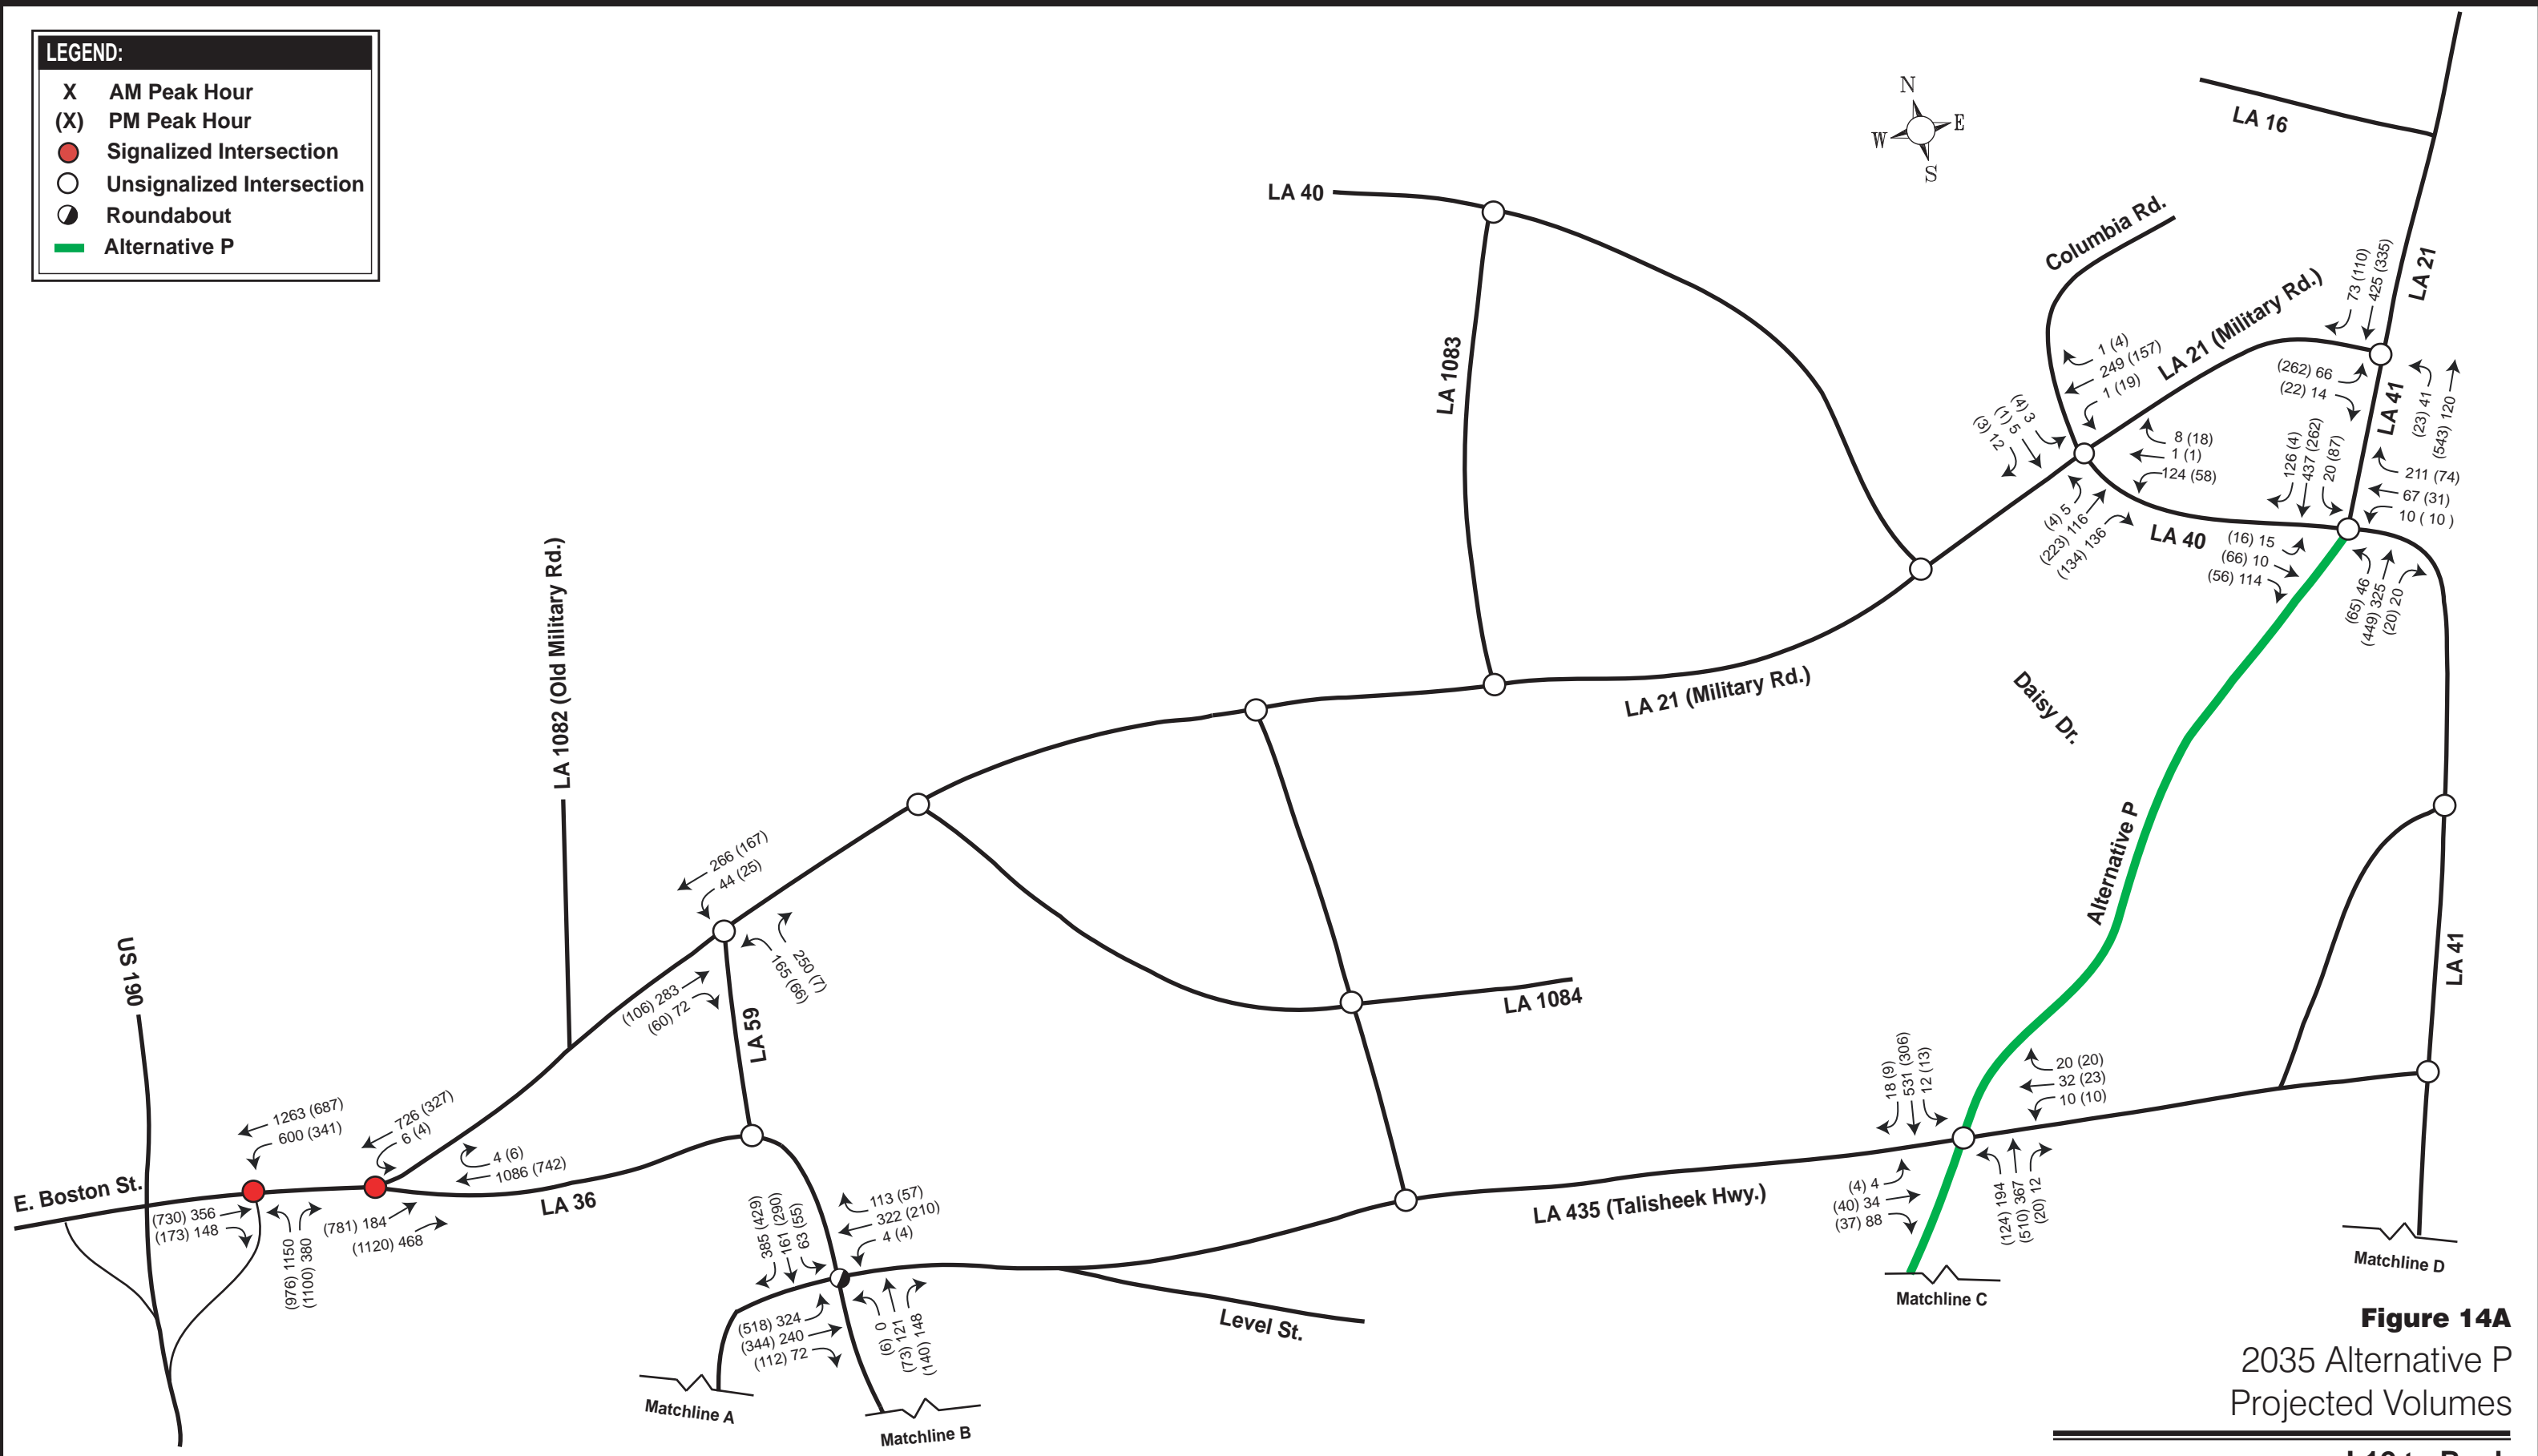 LEGEND:
X AM Peak Hour
(X) PM Peak Hour
Signalized Intersection
Unsignalized Intersection
Roundabout
Alternative P
N
W
E
S
LA 16
LA 40
Columbia Rd.
LA 21
73 (110)
425 (335)
LA 21 (Military Rd.)
(262) 66
(22) 14
LA 41
(23) 41
(543) 120
LA 1083
1 (4)
249 (157)
1 (19)
(4) 3
(1) 5
(3) 12
8 (18)
1 (1)
124 (58)
(4) 5
(223) 116
(134) 136
LA 40
126 (4)
437 (262)
20 (87)
211 (74)
67 (31)
10 ( 10 )
(16) 15
(66) 10
(56) 114
(65) 46
(449) 325
(20) 20
LA 1082 (Old Military Rd.)
LA 21 (Military Rd.)
Daisy Dr.
Alternative P
LA 41
266 (167)
44 (25)
250 (7)
165 (66)
(106) 283
(60) 72
LA 59
US 190
LA 1084
18 (9)
531 (306)
12 (13)
20 (20)
32 (23)
10 (10)
(4) 4
(40) 34
(37) 88
(124) 194
(510) 367
(20) 12
1263 (687)
600 (341)
726 (327)
6 (4)
4 (6)
1086 (742)
E. Boston St.
(730) 356
(173) 148
(976) 1150
(1100) 380
(781) 184
(1120) 468
LA 36
LA 435 (Talisheek Hwy.)
385 (429)
161 (290)
63 (55)
113 (57)
322 (210)
4 (4)
(518) 324
(344) 240
(112) 72
(6) 0
(73) 121
(140) 148
Level St.
Matchline A
Matchline B
Matchline C
Matchline D
Figure 14A
2035 Alternative P
Projected Volumes